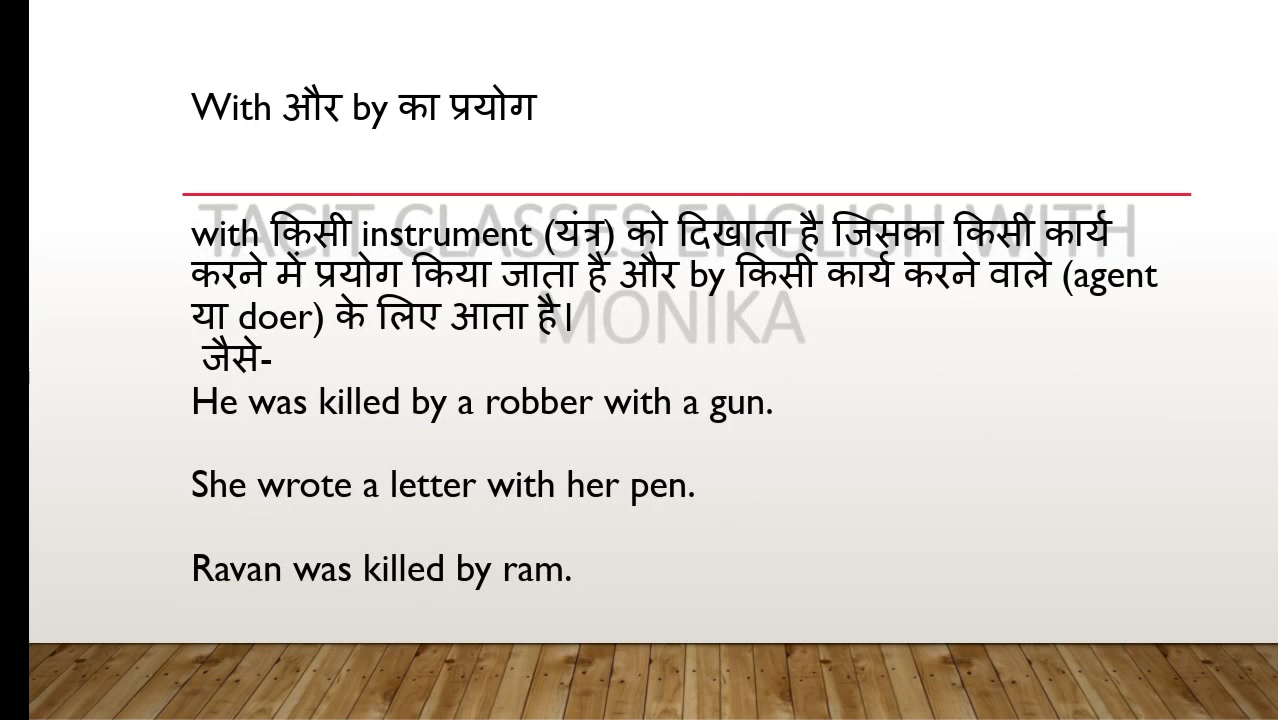 With और by का प्रयोग
TACIT CLASSES ENGLISH WITH
MONIKA
with किसी instrument (यंत्र) को दिखाता है जिसका किसी कार्य
करने में प्रयोग किया जाता है और by किसी कार्य करने वाले (agent
या doer) के लिए आता है।
जैसे-
He was killed by a robber with a gun.
She wrote a letter with her pen.
Ravan was killed by ram.